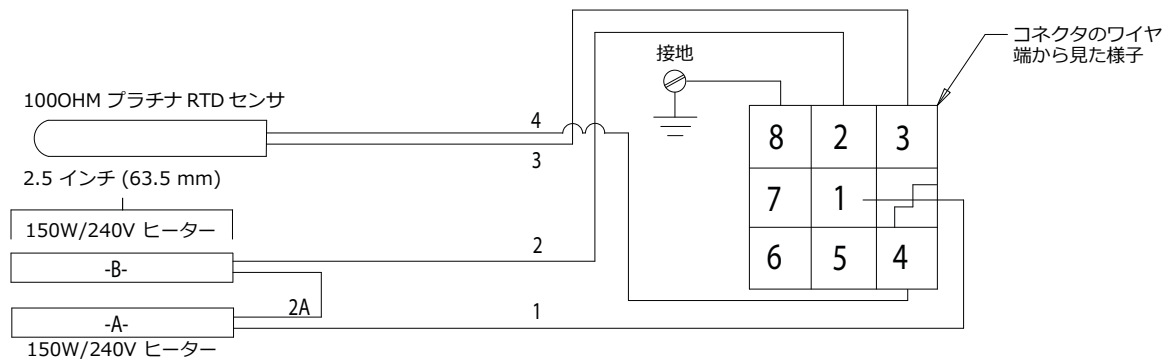 コネクタのワイヤ
端から見た様子
接地
100OHM プラチナ RTD センサ
4
3
8 2 3
2.5 インチ (63.5 mm)
7 1
150W/240V ヒーター
2
6 5 4
-B-
2A
1
-A-
150W/240V ヒーター